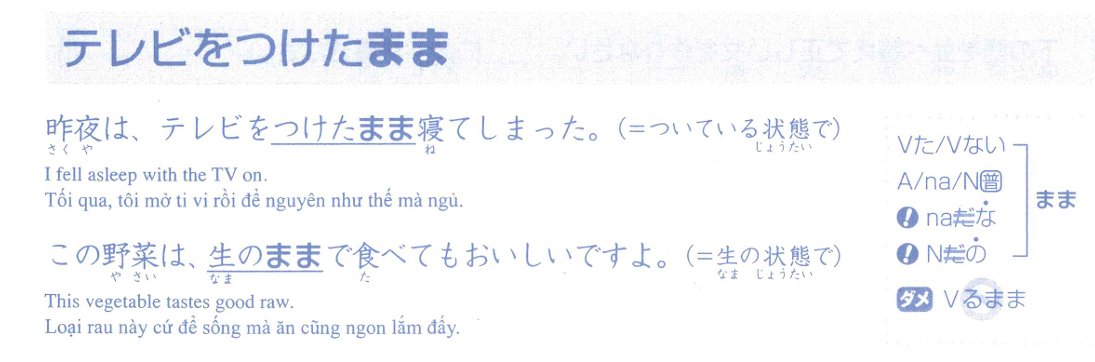 テレビをつけたまま
昨夜は、テレビをつけたまま寝てしまった。(=ついている状態で)
さく や ね じょうたい
I fell asleep with the TV on.
Tối qua, tôi mở ti vi rồi để nguyên như thế mà ngủ.
この野菜は、生のままで食べてもおいしいですよ。(=生の状態で)
や さい なま た なま じょうたい
This vegetable tastes good raw.
Loại rau này cứ để sống mà ăn cũng ngon lắm đấy.
Vた/Vない
A/na/N普
まま
! naだな
! Nだの
ダメ Vるまま